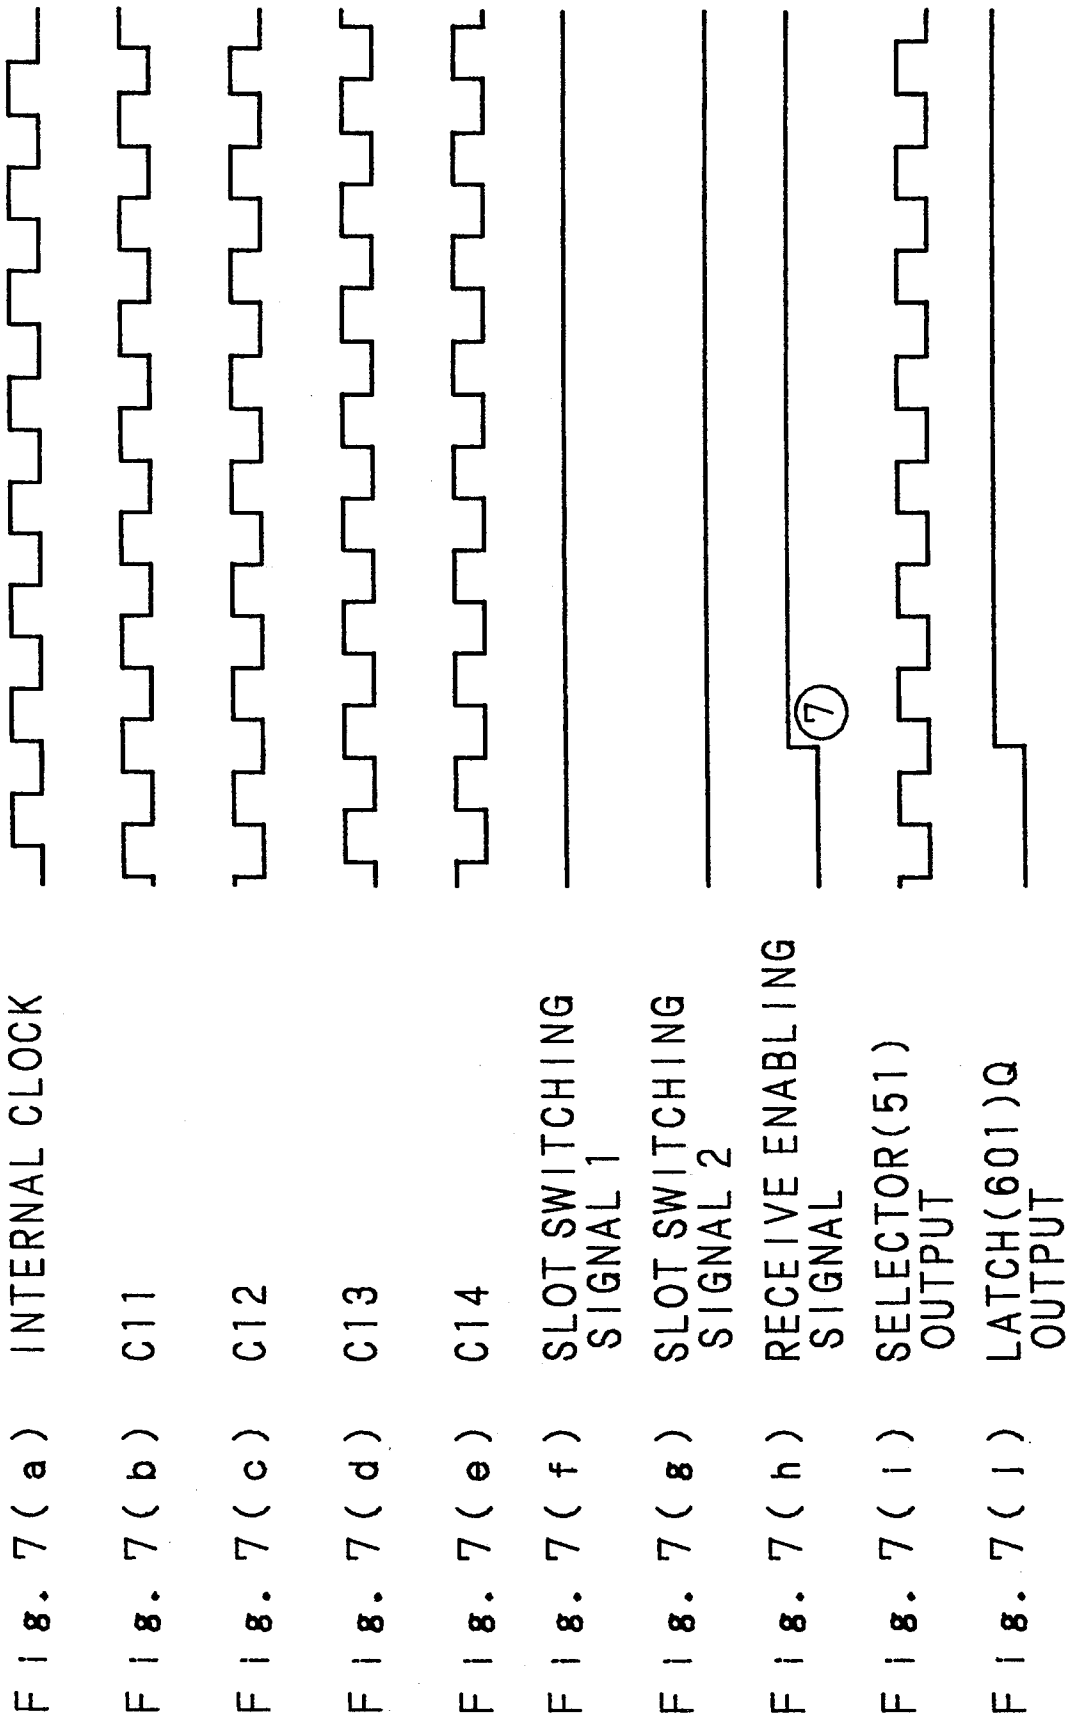 Fig. 7(a) INTERNAL CLOCK
Fig. 7(b) C11
Fig. 7(c) C12
Fig. 7(d) C13
Fig. 7(e) C14
Fig. 7(f) SLOT SWITCHING
SIGNAL 1
Fig. 7(g) SLOT SWITCHING
SIGNAL 2
Fig. 7(h) RECEIVE ENABLING
SIGNAL
7
Fig. 7(i) SELECTOR(51)
OUTPUT
Fig. 7(j) LATCH(601)Q
OUTPUT